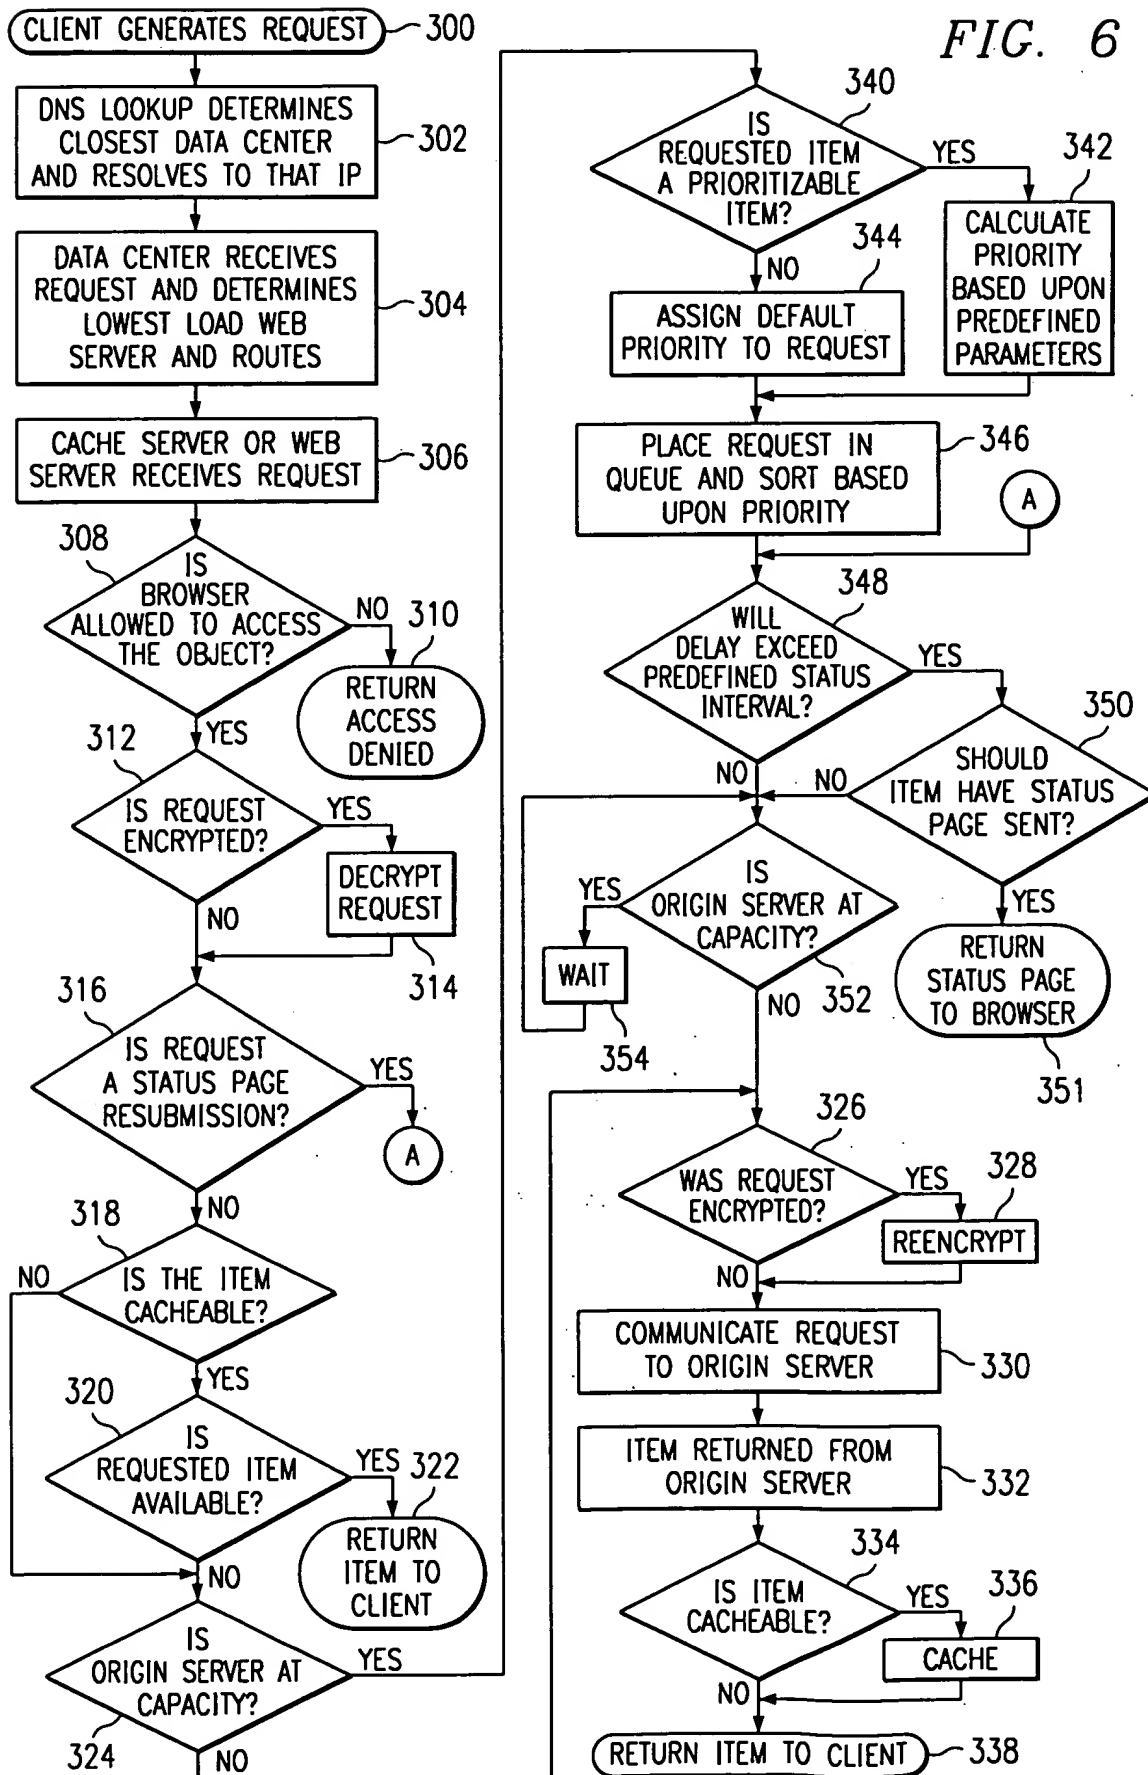 FIG. 6
CLIENT GENERATES REQUEST
300
DNS LOOKUP DETERMINES
CLOSEST DATA CENTER
AND RESOLVES TO THAT IP
302
DATA CENTER RECEIVES
REQUEST AND DETERMINES
LOWEST LOAD WEB
SERVER AND ROUTES
304
CACHE SERVER OR WEB
SERVER RECEIVES REQUEST
306
308
IS
BROWSER
ALLOWED TO ACCESS
THE OBJECT?
NO
310
RETURN
ACCESS
DENIED
YES
312
IS REQUEST
ENCRYPTED?
YES
DECRYPT
REQUEST
314
NO
316
IS REQUEST
A STATUS PAGE
RESUBMISSION?
YES
A
NO
318
IS THE ITEM
CACHEABLE?
NO
YES
320
IS
REQUESTED ITEM
AVAILABLE?
YES
322
RETURN
ITEM TO
CLIENT
NO
IS
ORIGIN SERVER AT
CAPACITY?
YES
324
NO
340
IS
REQUESTED ITEM
A PRIORITIZABLE
ITEM?
YES
342
CALCULATE
PRIORITY
BASED UPON
PREDEFINED
PARAMETERS
NO
344
ASSIGN DEFAULT
PRIORITY TO REQUEST
PLACE REQUEST IN
QUEUE AND SORT BASED
UPON PRIORITY
346
A
348
WILL
DELAY EXCEED
PREDEFINED STATUS
INTERVAL?
YES
350
SHOULD
ITEM HAVE STATUS
PAGE SENT?
NO
NO
YES
RETURN
STATUS PAGE
TO BROWSER
351
IS
ORIGIN SERVER AT
CAPACITY?
YES
352
WAIT
354
NO
326
WAS REQUEST
ENCRYPTED?
YES
328
REENCRYPT
NO
COMMUNICATE REQUEST
TO ORIGIN SERVER
330
ITEM RETURNED FROM
ORIGIN SERVER
332
334
IS ITEM
CACHEABLE?
YES
336
CACHE
NO
RETURN ITEM TO CLIENT
338